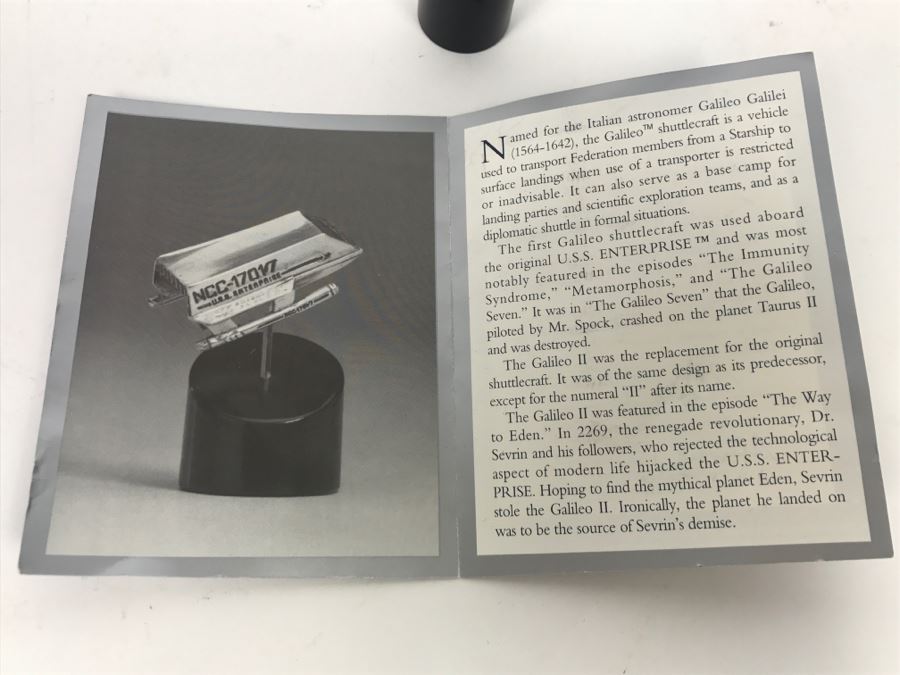 NCC-1701/7
U.S.S. ENTERPRISE
NCC-1701/7
Named for the Italian astronomer Galileo Galilei
(1564-1642), the Galileo™ shuttlecraft is a vehicle
used to transport Federation members from a Starship to
surface landings when use of a transporter is restricted
or inadvisable. It can also serve as a base camp for
landing parties and scientific exploration teams, and as a
diplomatic shuttle in formal situations.
The first Galileo shuttlecraft was used aboard
the original U.S.S. ENTERPRISE™ and was most
notably featured in the episodes “The Immunity
Syndrome,” “Metamorphosis,” and “The Galileo
Seven.” It was in “The Galileo Seven” that the Galileo,
piloted by Mr. Spock, crashed on the planet Taurus II
and was destroyed.
The Galileo II was the replacement for the original
shuttlecraft. It was of the same design as its predecessor,
except for the numeral “II” after its name.
The Galileo II was featured in the episode “The Way
to Eden.” In 2269, the renegade revolutionary, Dr.
Sevrin and his followers, who rejected the technological
aspect of modern life hijacked the U.S.S. ENTER-
PRISE. Hoping to find the mythical planet Eden, Sevrin
stole the Galileo II. Ironically, the planet he landed on
was to be the source of Sevrin’s demise.